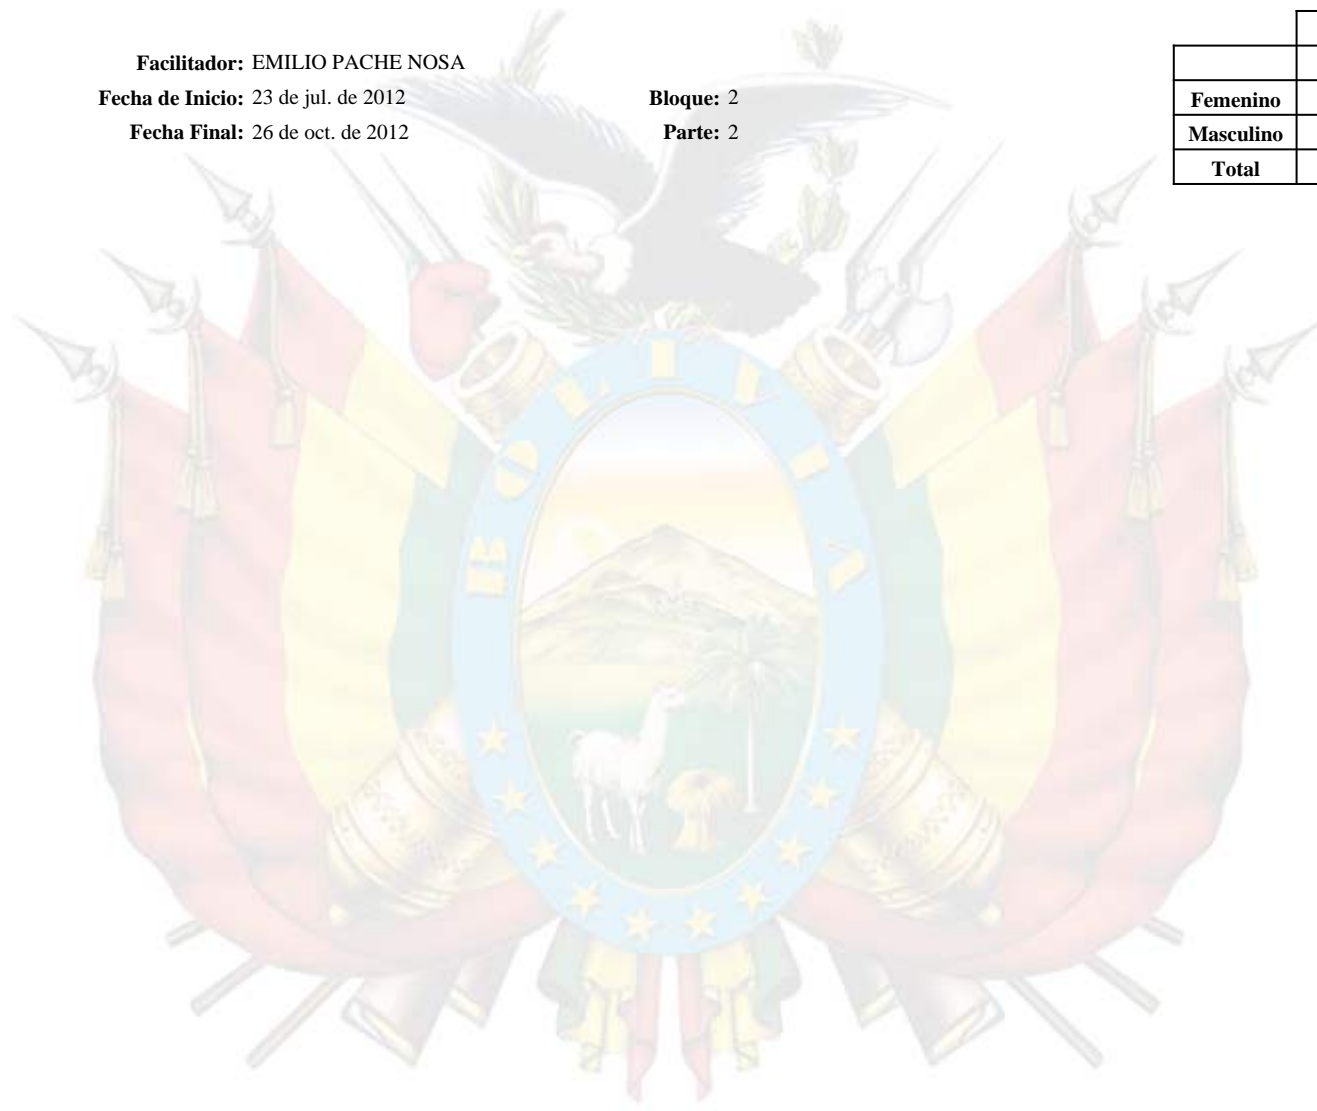 Facilitador: EMILIO PACHE NOSA
Fecha de Inicio: 23 de jul. de 2012 Bloque: 2
Fecha Final: 26 de oct. de 2012 Parte: 2
Femenino
Masculino
Total
BOLIVIA